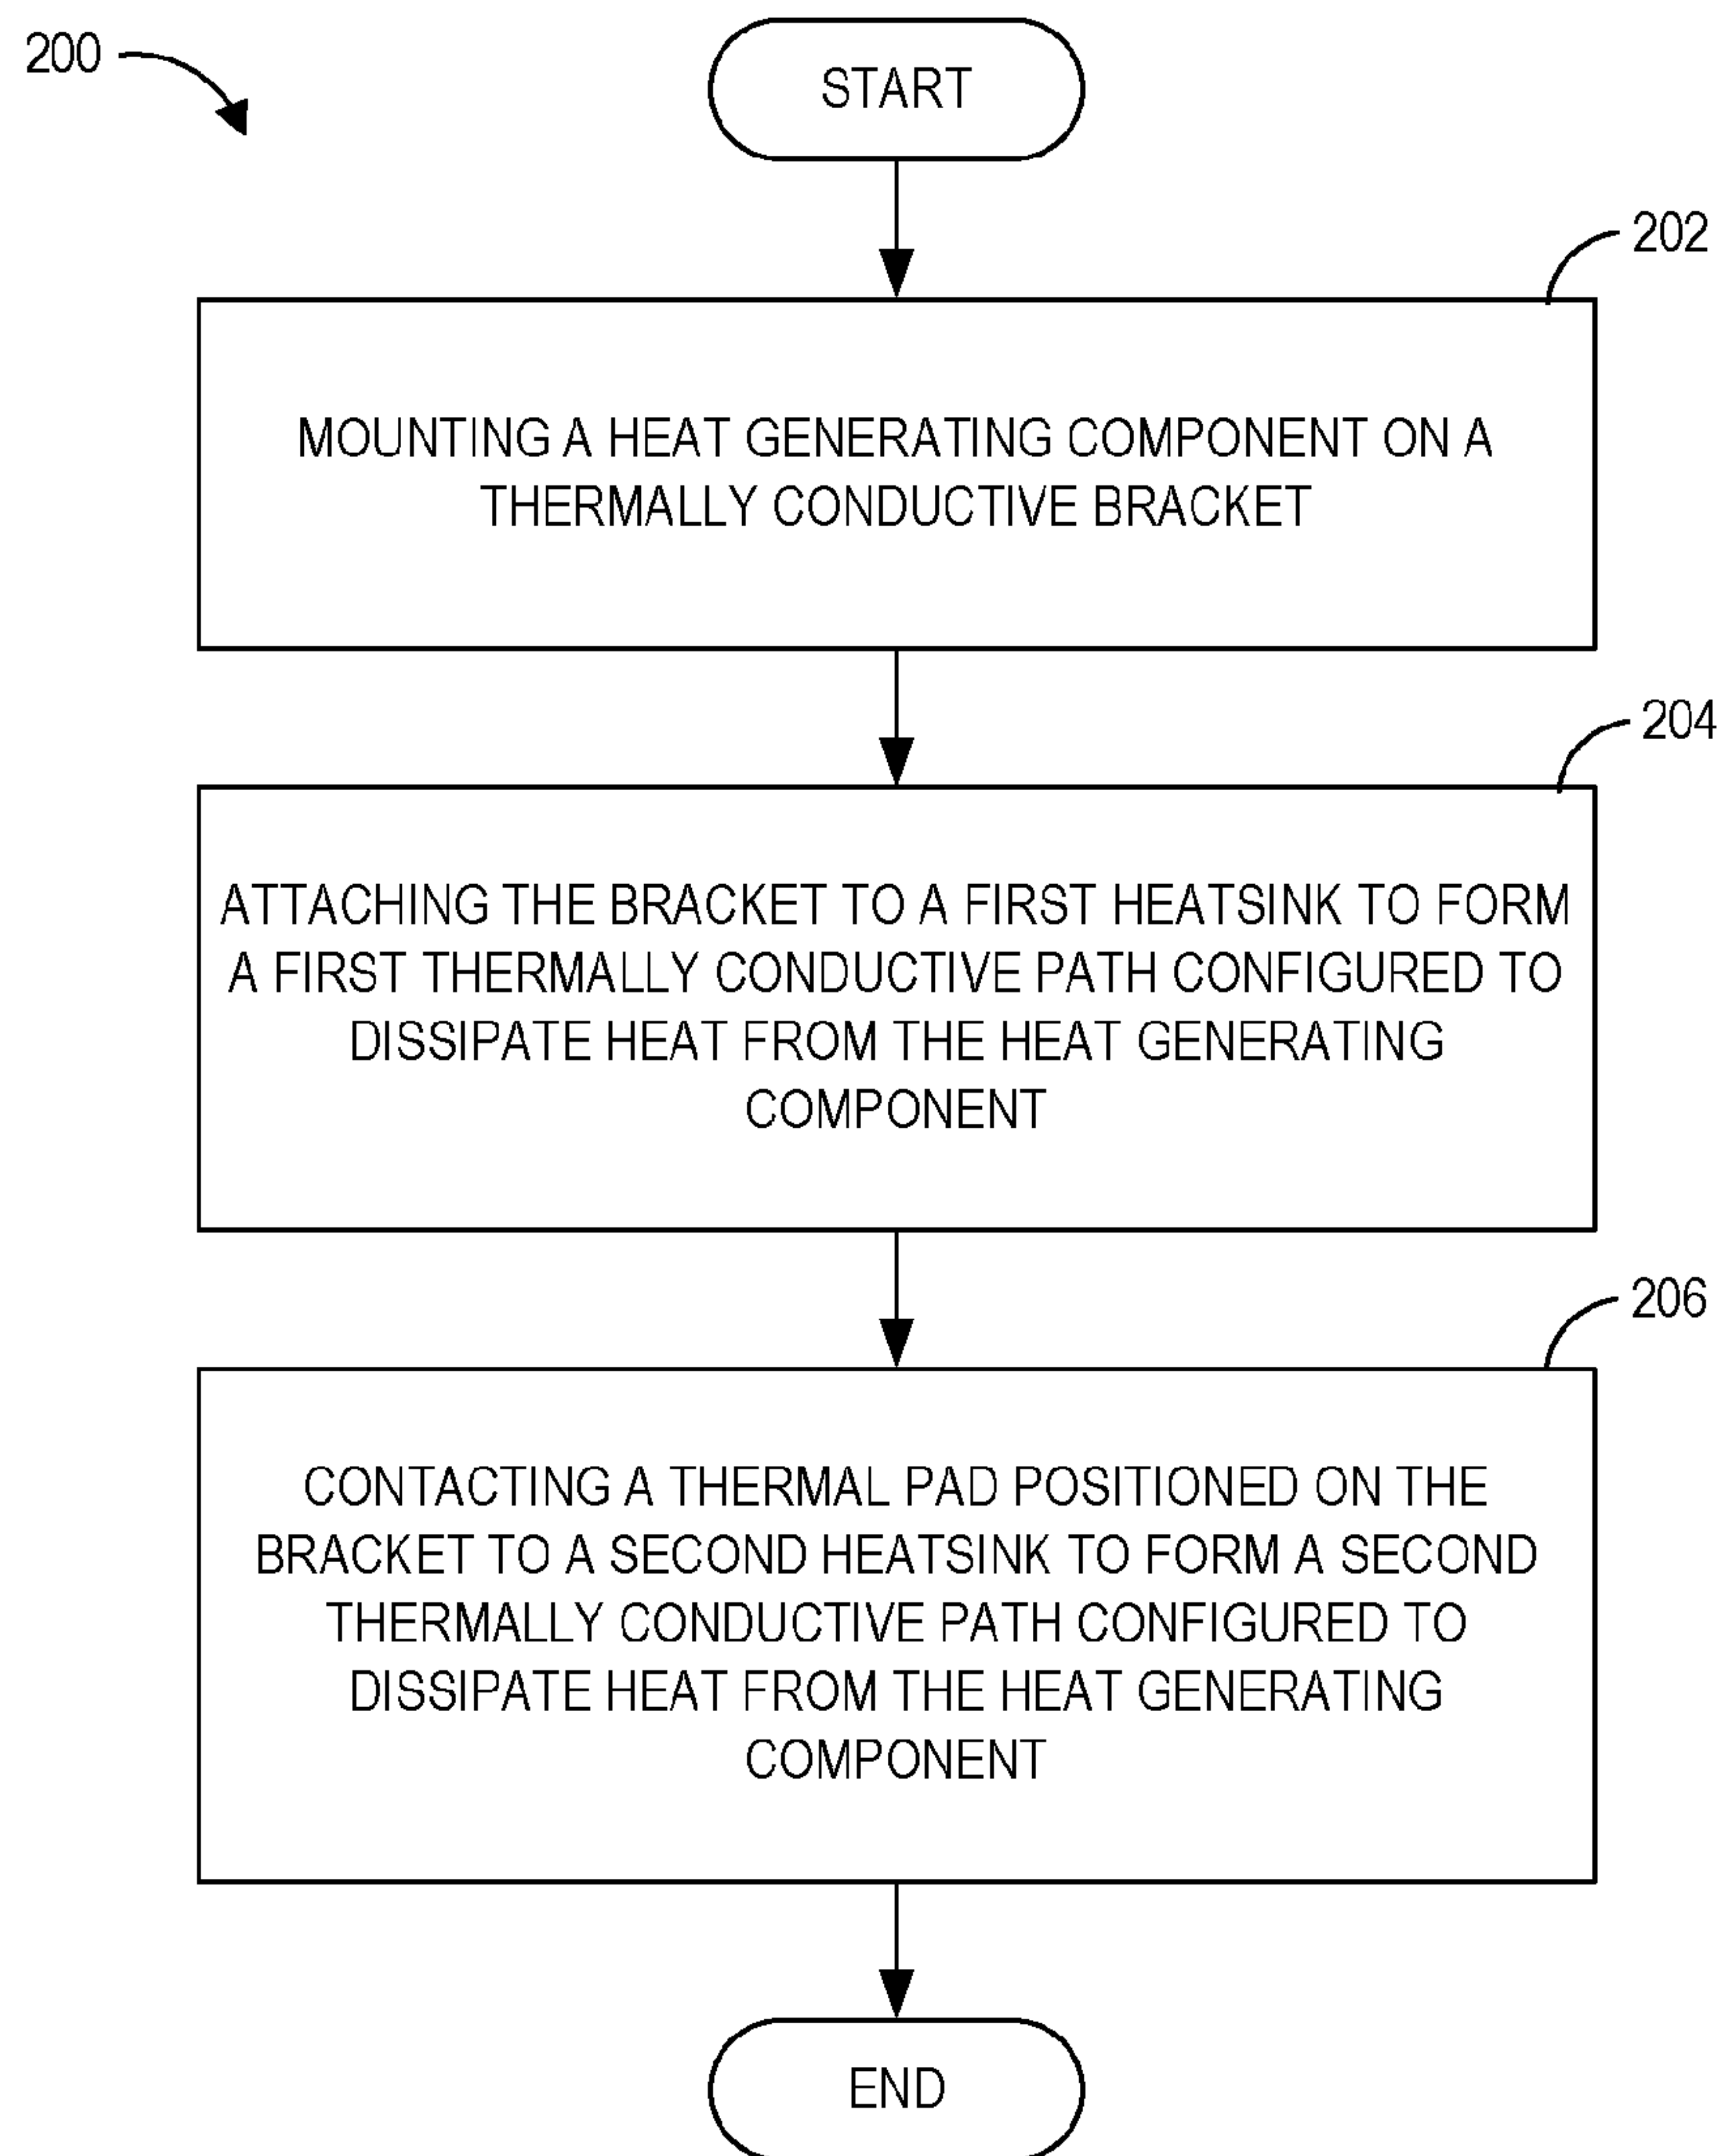 200
START
202
MOUNTING A HEAT GENERATING COMPONENT ON A
THERMALLY CONDUCTIVE BRACKET
204
ATTACHING THE BRACKET TO A FIRST HEATSINK TO FORM
A FIRST THERMALLY CONDUCTIVE PATH CONFIGURED TO
DISSIPATE HEAT FROM THE HEAT GENERATING
COMPONENT
206
CONTACTING A THERMAL PAD POSITIONED ON THE
BRACKET TO A SECOND HEATSINK TO FORM A SECOND
THERMALLY CONDUCTIVE PATH CONFIGURED TO
DISSIPATE HEAT FROM THE HEAT GENERATING
COMPONENT
END